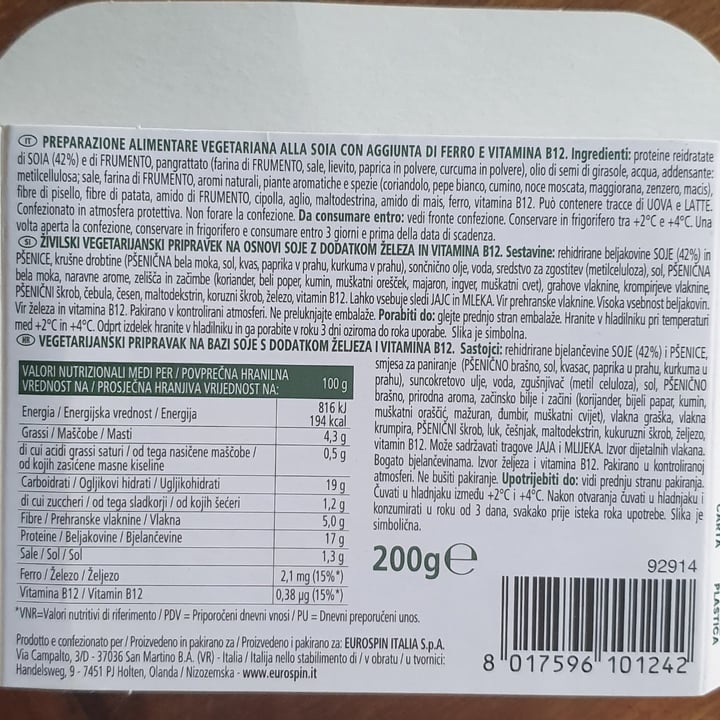 IT PREPARAZIONE ALIMENTARE VEGETARIANA ALLA SOIA CON AGGIUNTA DI FERRO E VITAMINA B12. Ingredienti: proteine reidratate
di SOIA (42%) e di FRUMENTO, pangrattato (farina di FRUMENTO, sale, lievito, paprica in polvere, curcuma in polvere), olio di semi di girasole, acqua, addensante:
metilcellulosa; sale, farina di FRUMENTO, aromi naturali, piante aromatiche e spezie (coriandolo, pepe bianco, cumino, noce moscata, maggiorana, zenzero, macis),
fibre di pisello, fibre di patata, amido di FRUMENTO, cipolla, aglio, maltodestrina, amido di mais, ferro, vitamina B12. Può contenere tracce di UOVA e LATTE.
Confezionato in atmosfera protettiva. Non forare la confezione. Da consumare entro: vedi fronte confezione. Conservare in frigorifero tra +2°C e +4°C. Una
volta aperta la confezione, conservare in frigorifero e consumare entro 3 giorni e prima della data di scadenza.
SI ŽIVILSKI VEGETARIJANSKI PRIPRAVEK NA OSNOVI SOJE Z DODATKOM ŽELEZA IN VITAMINA B12. Sestavine: rehidrirane beljakovine SOJE (42%) in
PŠENICE, krušne drobtine (PŠENIČNA bela moka, sol, kvas, paprika v prahu, kurkuma v prahu), sončnično olje, voda, sredstvo za zgostitev (metilceluloza), sol, PŠENIČNA
bela moka, naravne arome, zelišča in začimbe (koriander, beli poper, kumin, muškatni orešček, majaron, ingver, muškatni cvet), grahove vlaknine, krompirjeve vlaknine,
PŠENIČNI škrob, čebula, česen, maltodekstrin, koruzni škrob, železo, vitamin B12. Lahko vsebuje sledi JAJC in MLEKA. Vir prehranske vlaknine. Visoka vsebnost beljakovin.
Vir železa in vitamina B12. Pakirano v kontrolirani atmosferi. Ne preluknjajte embalaže. Porabiti do: glejte prednjo stran embalaže. Hranite v hladilniku pri temperaturi
med +2°C in +4°C. Odprt izdelek hranite v hladilniku in ga porabite v roku 3 dni oziroma do roka uporabe. Slika je simbolna.
HR VEGETARIJANSKI PRIPRAVAK NA BAZI SOJE S DODATKOM ŽELJEZA I VITAMINA B12. Sastojci: rehidrirane bjelančevine SOJE (42%) i PŠENICE,
smjesa za paniranje (PŠENIČNO brašno, sol, kvasac, paprika u prahu, kurkuma u
prahu), suncokretovo ulje, voda, zgušnjivač (metil celuloza), sol, PŠENIČNO
brašno, prirodna aroma, začinsko bilje i začini (korijander, bijeli papar, kumin,
muškatni oraščić, mažuran, đumbir, muškatni cvijet), vlakna graška, vlakna
krumpira, PŠENIČNI škrob, luk, češnjak, maltodekstrin, kukuruzni škrob, željezo,
vitamin B12. Može sadržavati tragove JAJA i MLIJEKA. Izvor dijetalnih vlakana.
Bogato bjelančevinama. Izvor željeza i vitamina B12. Pakirano u kontroliranoj
atmosferi. Ne bušiti pakiranje. Upotrijebiti do: vidi prednju stranu pakiranja.
Čuvati u hladnjaku između +2°C i +4°C. Nakon otvaranja čuvati u hladnjaku i
konzumirati u roku od 3 dana, svakako prije isteka roka upotrebe. Slika je
simbolična.
VALORI NUTRIZIONALI MEDI PER / POVPREČNA HRANILNA
VREDNOST NA / PROSJEČNA HRANJIVA VRIJEDNOST NA: 100 g
Energia / Energijska vrednost / Energija 816 kJ
194 kcal
Grassi / Maščobe / Masti 4,3 g
di cui acidi grassi saturi / od tega nasičene maščobe / 0,5 g
od kojih zasićene masne kiseline
Carboidrati / Ogljikovi hidrati / Ugljikohidrati 19 g
di cui zuccheri / od tega sladkorji / od kojih šećeri 1,2 g
Fibre / Prehranske vlaknine / Vlakna 5,0 g
Proteine / Beljakovine / Bjelančevine 17 g
Sale / Sol / Sol 1,3 g
Ferro / Železo / Željezo 2,1 mg (15%*)
Vitamina B12 / Vitamin B12 0,38 µg (15%*)
*VNR=Valori nutritivi di riferimento / PDV = Priporočeni dnevni vnosi / PU = Dnevni preporučeni unos.
200g e
92914
Prodotto e confezionato per / Proizvedeno in pakirano za / Proizvedeno i pakirano za: EUROSPIN ITALIA S.p.A.
Via Campalto, 3/D - 37036 San Martino B.A. (VR) - Italia / Italija nello stabilimento di / v obratu / u tvornici:
Handelsweg, 9 - 7451 PJ Holten, Olanda / Nizozemska - www.eurospin.it
8 017596 101242
CARTA
PLASTICA